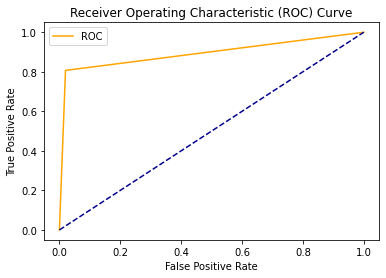 Receiver Operating Characteristic (ROC) Curve
ROC
True Positive Rate
1.0
0.8
0.6
0.4
0.2
0.0
0.0 0.2 0.4 0.6 0.8 1.0
False Positive Rate